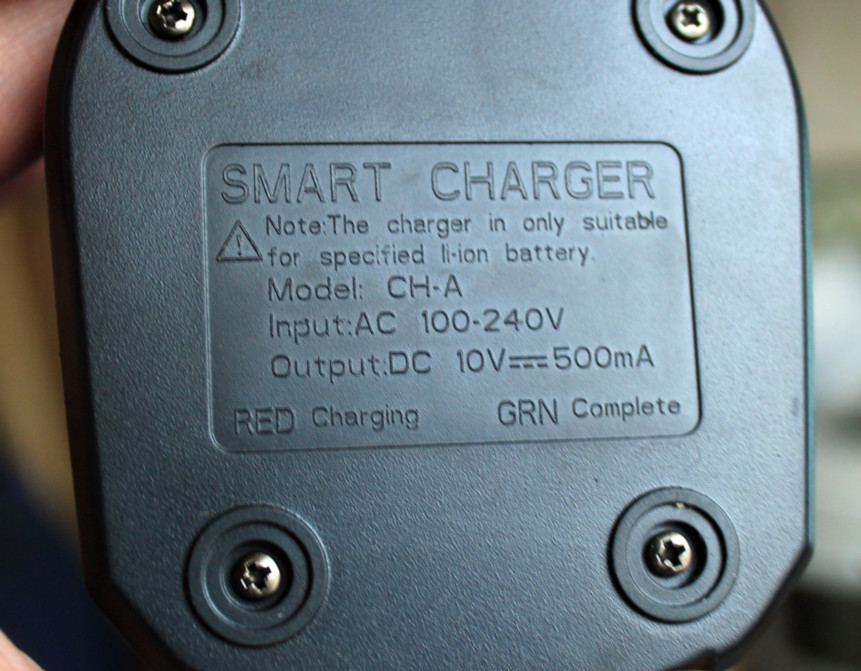 SMART CHARGER
Note:The charger in only suitable
for specified li-ion battery.
Model: CH-A
Input:AC 100-240V
Output:DC 10V⎓500mA
RED Charging GRN Complete